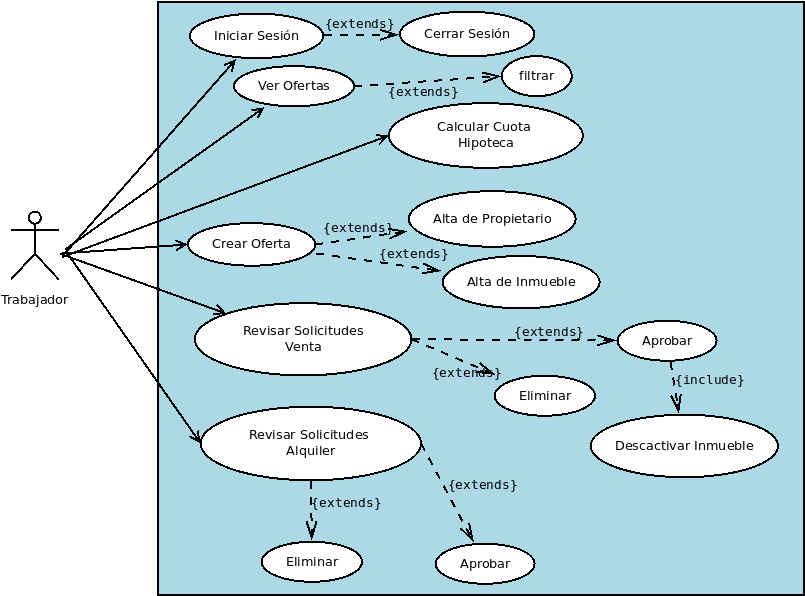 Iniciar Sesión
{extends}
Cerrar Sesión
Ver Ofertas
{extends}
filtrar
Calcular Cuota
Hipoteca
Trabajador
Crear Oferta
{extends}
Alta de Propietario
{extends}
Alta de Inmueble
Revisar Solicitudes
Venta
{extends}
Aprobar
{extends}
Eliminar
{include}
Descactivar Inmueble
Revisar Solicitudes
Alquiler
{extends}
Eliminar
{extends}
Aprobar